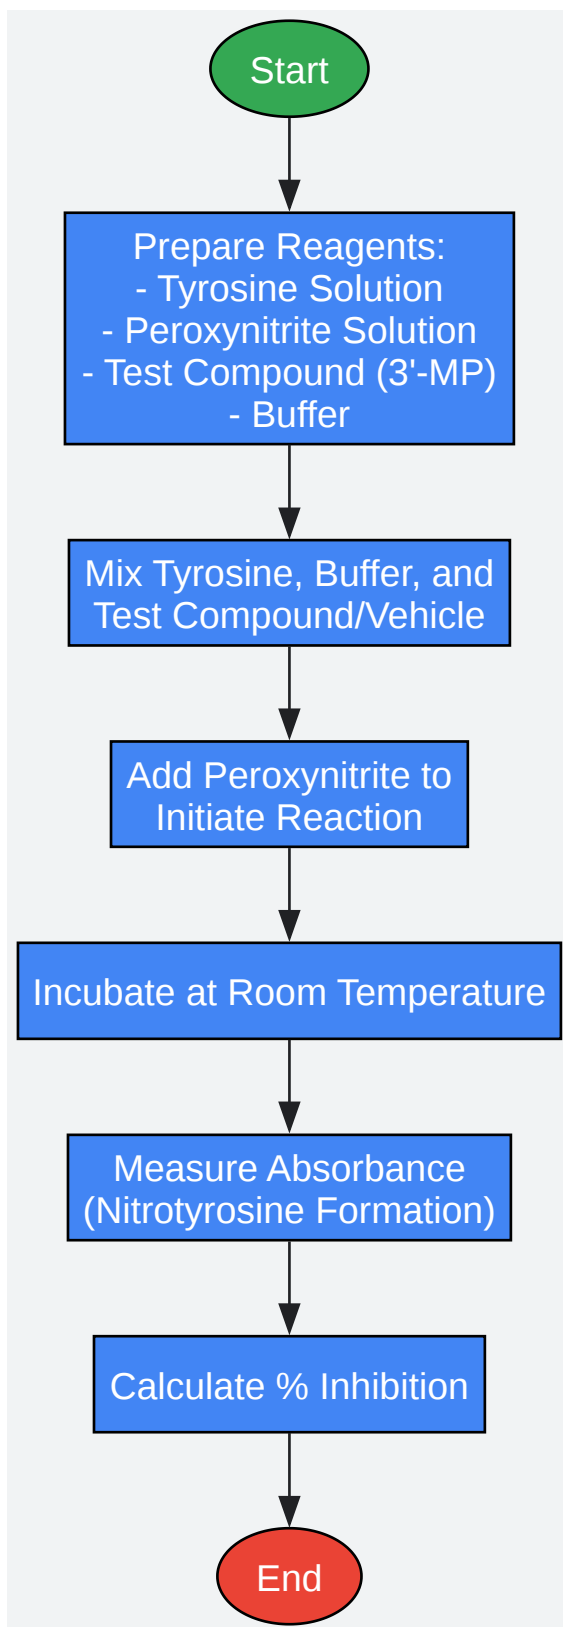 Start
Prepare Reagents:
- Tyrosine Solution
- Peroxynitrite Solution
- Test Compound (3'-MP)
- Buffer
Mix Tyrosine, Buffer, and
Test Compound/Vehicle
Add Peroxynitrite to
Initiate Reaction
Incubate at Room Temperature
Measure Absorbance
(Nitrotyrosine Formation)
Calculate % Inhibition
End